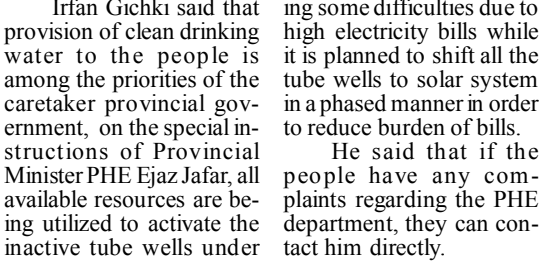 Irfan Gichki said that
provision of clean drinking
water to the people is
among the priorities of the
caretaker provincial gov-
ernment, on the special in-
structions of Provincial
Minister PHE Ejaz Jafar, all
available resources are be-
ing utilized to activate the
inactive tube wells under
ing some difficulties due to
high electricity bills while
it is planned to shift all the
tube wells to solar system
in a phased manner in order
to reduce burden of bills.
He said that if the
people have any com-
plaints regarding the PHE
department, they can con-
tact him directly.